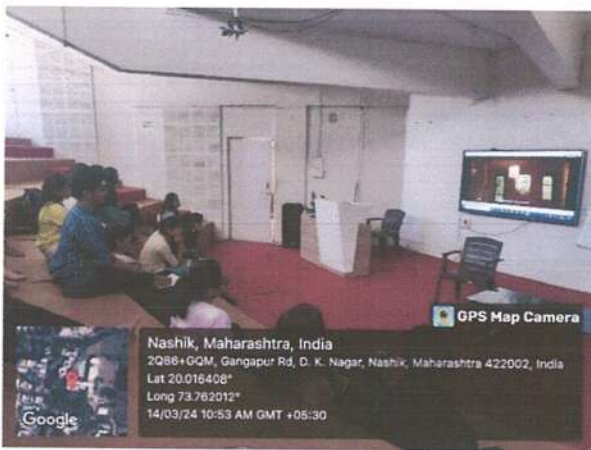 GPS Map Camera
Nashik, Maharashtra, India
2Q86+GQM, Gangapur Rd, D. K. Nagar, Nashik, Maharashtra 422002, India
Lat 20.016408°
Long 73.762012°
14/03/24 10:53 AM GMT +05:30
Google